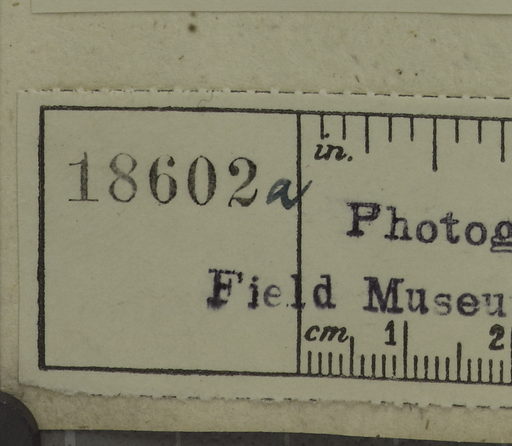 in.
18602a
Photog
Field Museu
cm. 1 2